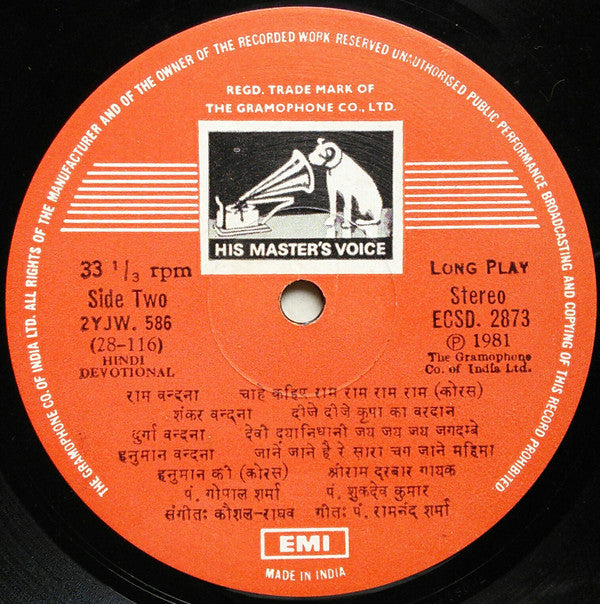 THE GRAMOPHONE CO. OF INDIA LTD. ALL RIGHTS OF THE MANUFACTURER AND OF THE OWNER OF THE RECORDED WORK RESERVED UNAUTHORISED PUBLIC PERFORMANCE BROADCASTING AND COPYING OF THIS RECORD PROHIBITED
REGD. TRADE MARK OF
THE GRAMOPHONE CO., LTD.
HIS MASTER'S VOICE
33 1/3 rpm
Side Two
2YJW. 586
(28-116)
HINDI
DEVOTIONAL
LONG PLAY
Stereo
ECSD. 2873
Ⓟ 1981
The Gramophone
Co. of India Ltd.
राम वन्दना चाहे कहिए राम राम राम राम (कोरस)
शंकर वन्दना दीजे दीजे कृपा का वरदान
दुर्गा वन्दना देवी दयानिधानी जय जय जय जगदम्बे
हनुमान वन्दना जाने जाने है रे सारा जग जाने महिमा
हनुमान की (कोरस) श्रीराम दरबार गायक
पं. गोपाल शर्मा पं. शुकदेव कुमार
संगीतः कौशल-राघव गीतः पं. रामनंद शर्मा
EMI
MADE IN INDIA